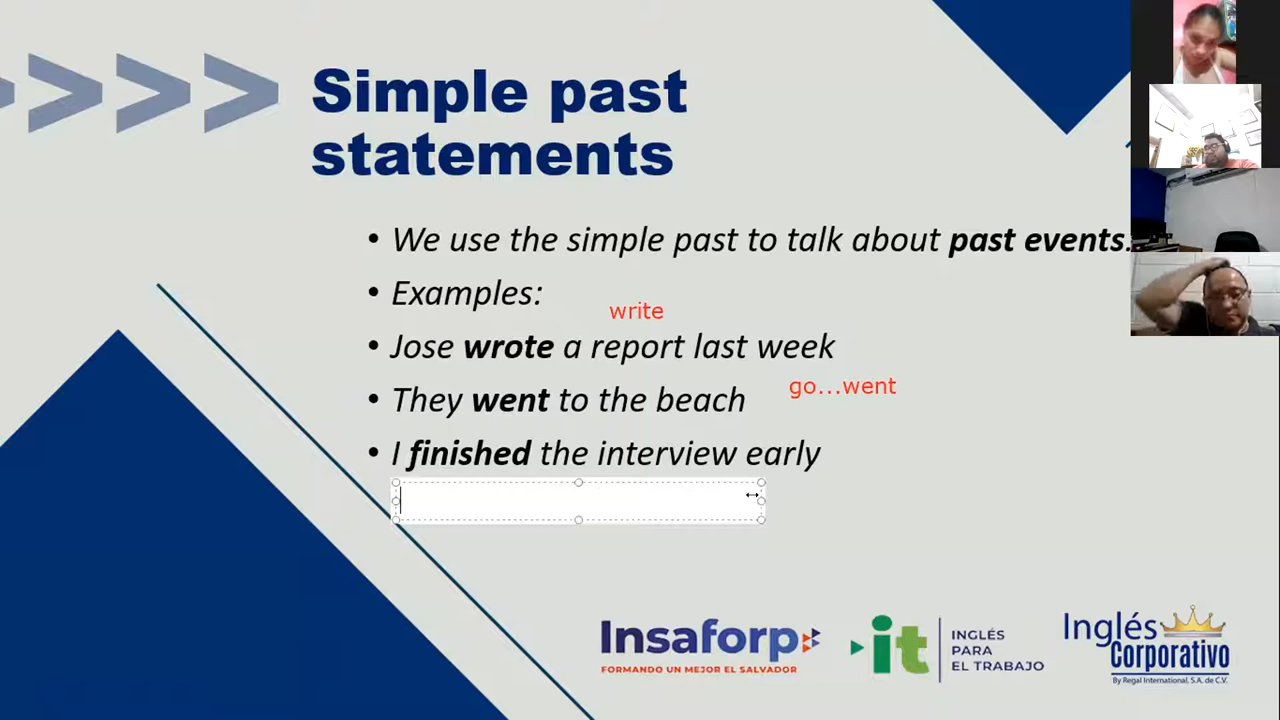 Simple past
statements
• We use the simple past to talk about past events.
• Examples:
write
• Jose wrote a report last week
• They went to the beach
go...went
• I finished the interview early
Insaforp
FORMANDO UN MEJOR EL SALVADOR
it
INGLÉS
PARA
EL TRABAJO
Inglés
Corporativo
By Regal International, S.A. de C.V.